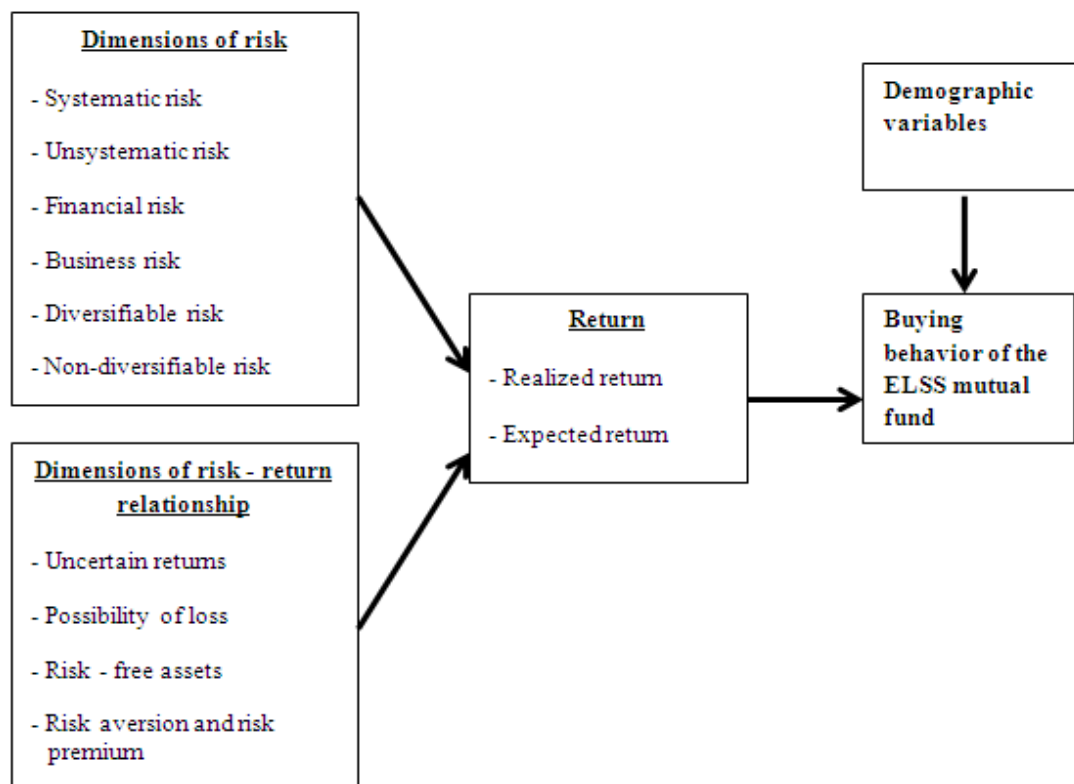 Dimensions of risk
- Systematic risk
- Unsystematic risk
- Financial risk
- Business risk
- Diversifiable risk
- Non-diversifiable risk
Dimensions of risk - return
relationship
- Uncertain returns
- Possibility of loss
- Risk - free assets
- Risk aversion and risk
premium
Return
- Realized return
- Expected return
Demographic
variables
Buying
behavior of the
ELSS mutual
fund